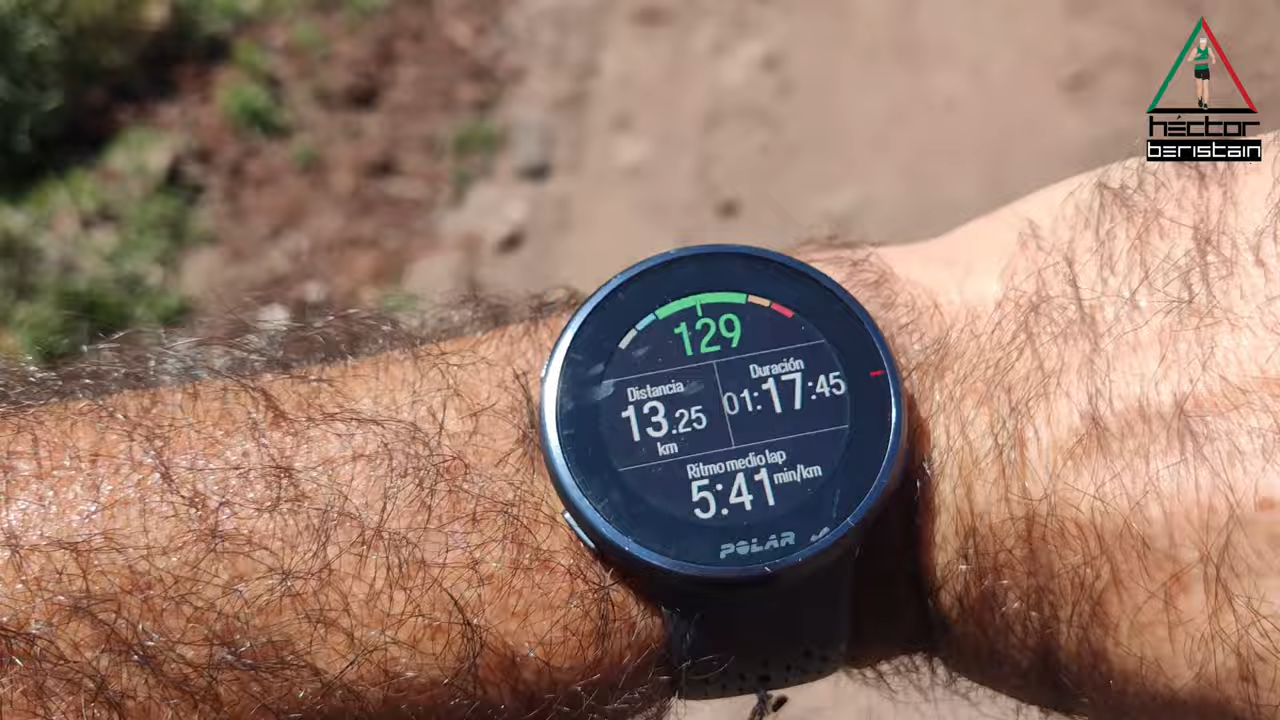 héctor
beristain
129
Distancia
13.25
km
Duración
01:17:45
Ritmo medio lap
5:41 min/km
POLAR